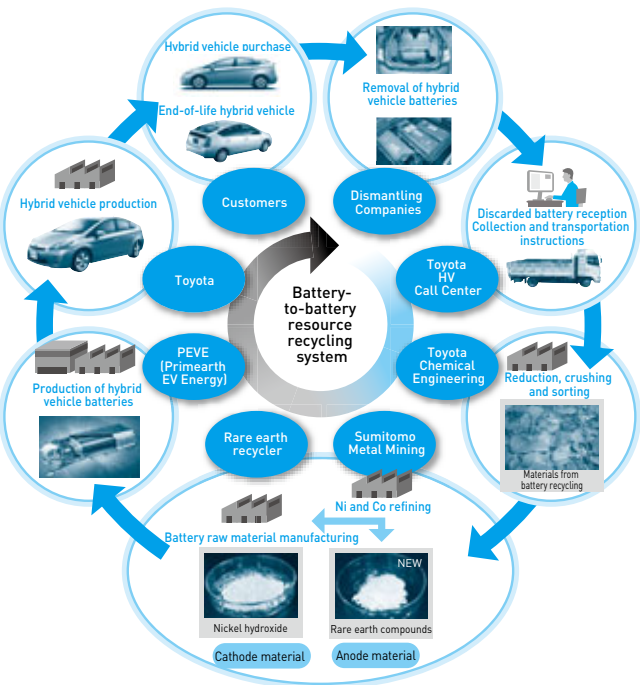 Hybrid vehicle purchase
End-of-life hybrid vehicle
Customers
Removal of hybrid
vehicle batteries
Dismantling
Companies
Discarded battery reception
Collection and transportation
instructions
Toyota
HV
Call Center
Reduction, crushing
and sorting
Materials from
battery recycling
Toyota
Chemical
Engineering
Sumitomo
Metal Mining
Ni and Co refining
Rare earth
recycler
Battery raw material manufacturing
Nickel hydroxide
Cathode material
NEW
Rare earth compounds
Anode material
PEVE
(Primearth
EV Energy)
Production of hybrid
vehicle batteries
Toyota
Hybrid vehicle production
Battery-
to-battery
resource
recycling
system